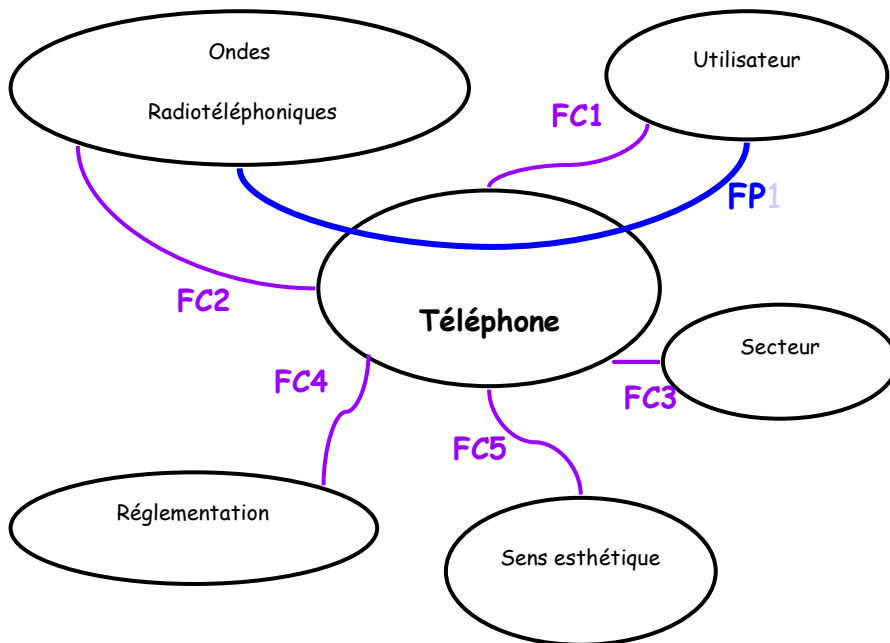 Ondes
Radiotéléphoniques
Utilisateur
FC1
FP1
FC2
Téléphone
Secteur
FC4
FC3
FC5
Réglementation
Sens esthétique